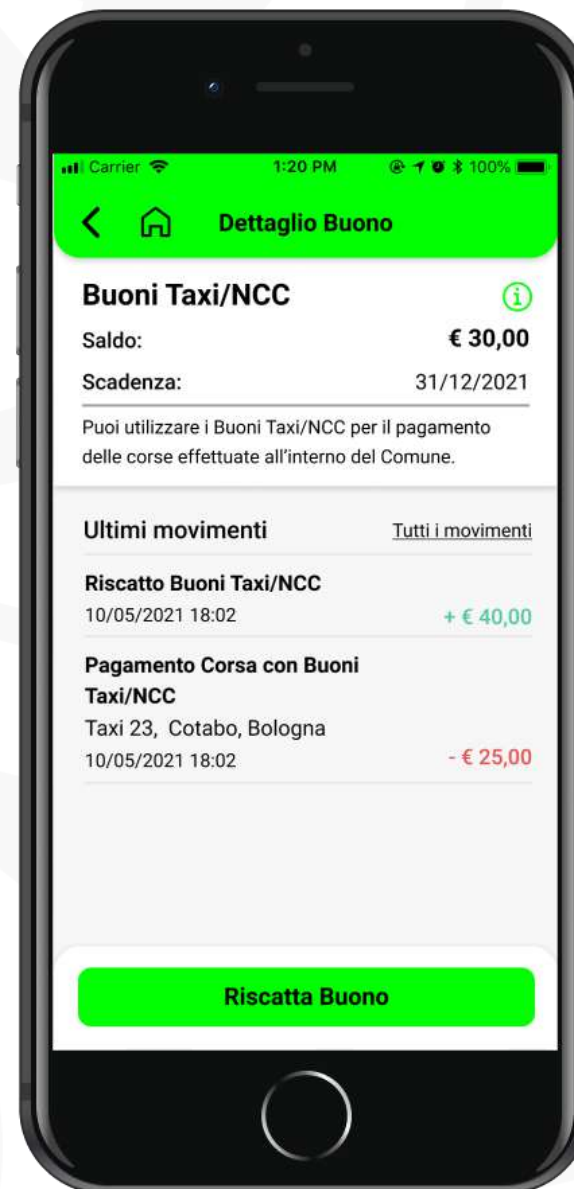 Carrier 1:20 PM 100%
Dettaglio Buono
Buoni Taxi/NCC
Saldo: € 30,00
Scadenza: 31/12/2021
Puoi utilizzare i Buoni Taxi/NCC per il pagamento
delle corse effettuate all'interno del Comune.
Ultimi movimenti Tutti i movimenti
Riscatto Buoni Taxi/NCC
10/05/2021 18:02 + € 40,00
Pagamento Corsa con Buoni
Taxi/NCC
Taxi 23, Cotabo, Bologna
10/05/2021 18:02 - € 25,00
Riscatta Buono